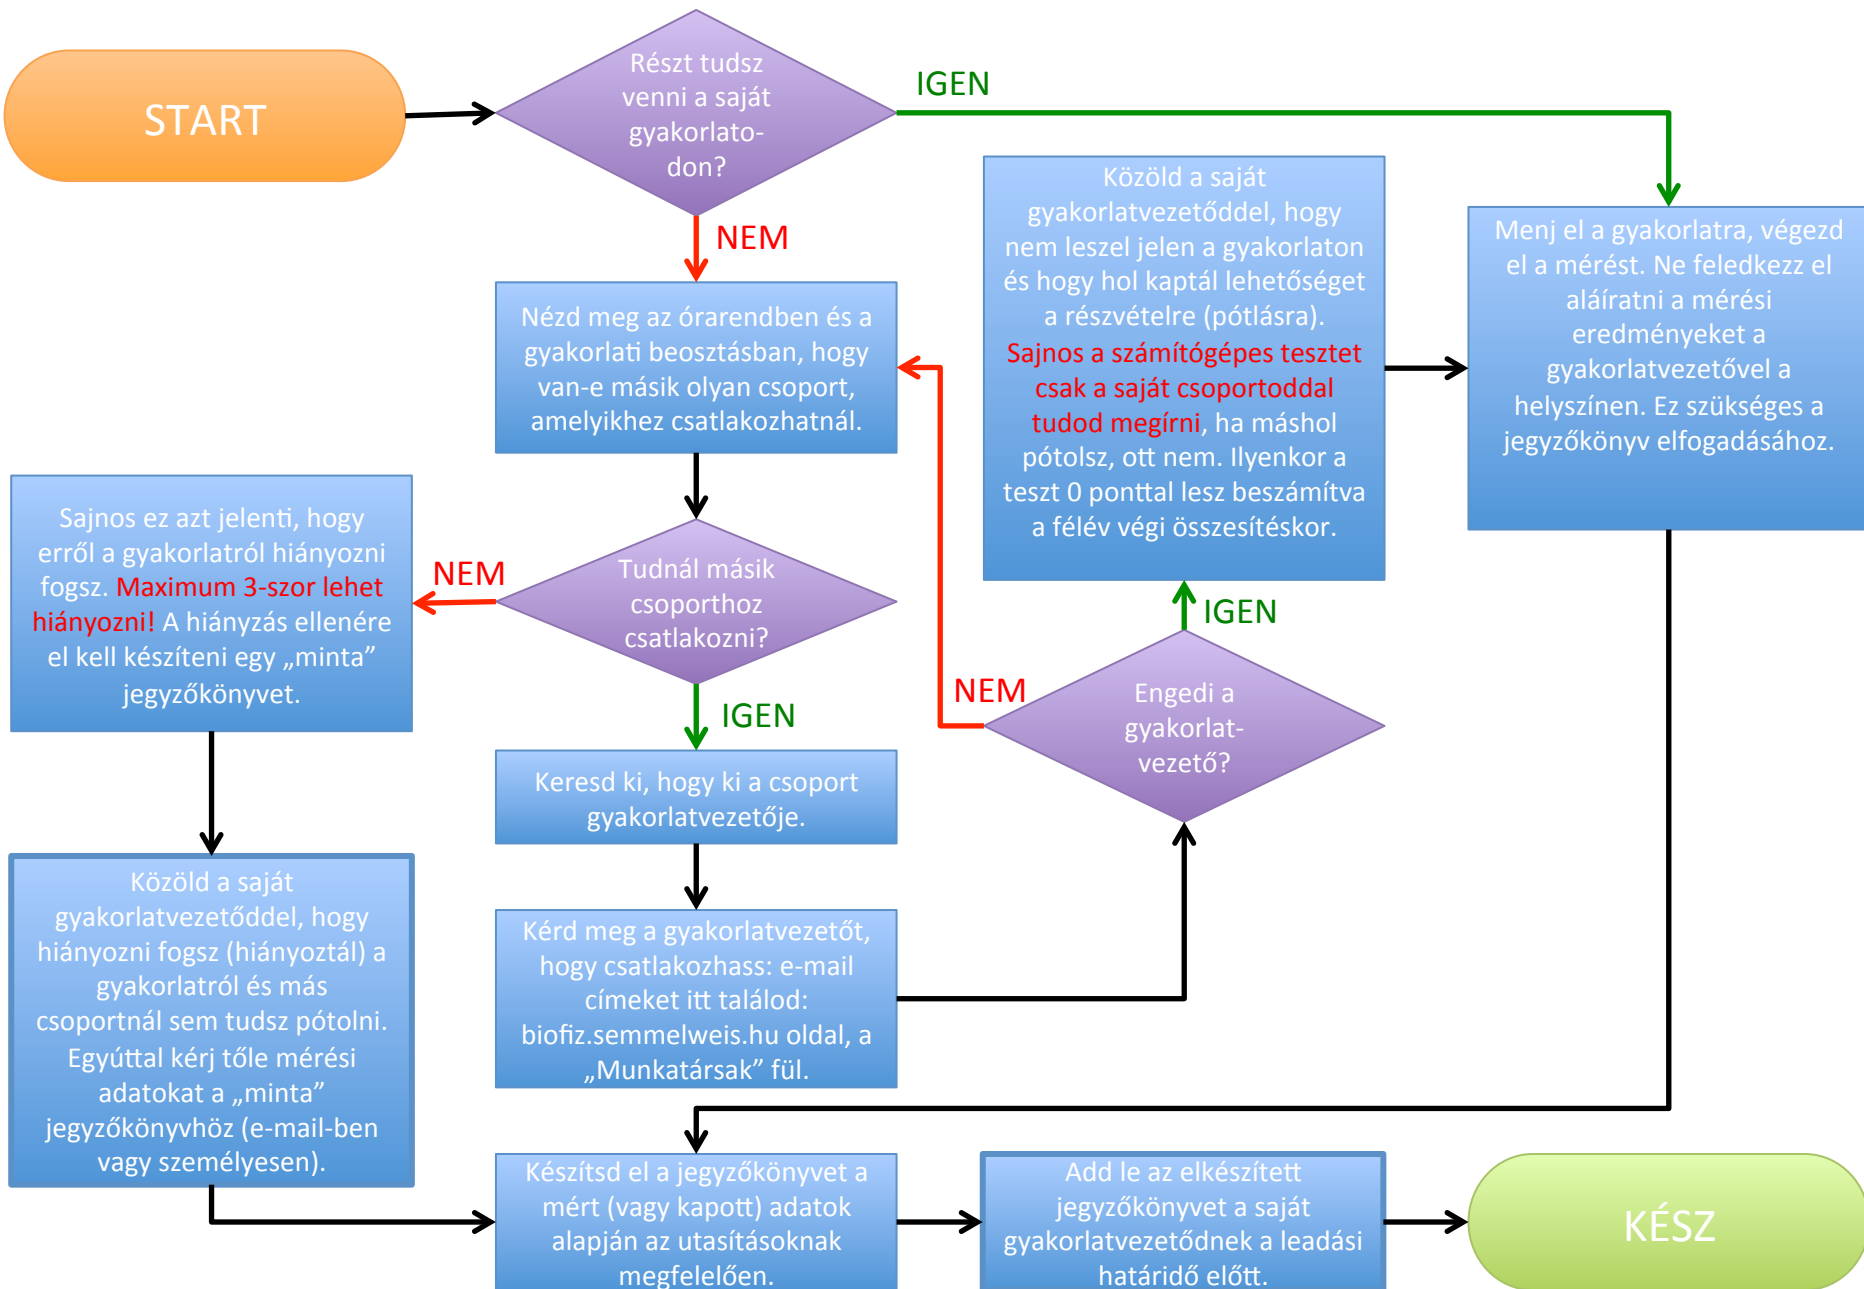 START
Részt tudsz
venni a saját
gyakorlato-
don?
IGEN
NEM
Nézd meg az órarendben és a
gyakorlati beosztásban, hogy
van-e másik olyan csoport,
amelyikhez csatlakozhatnál.
Tudnál másik
csoporthoz
csatlakozni?
NEM
Sajnos ez azt jelenti, hogy
erről a gyakorlatról hiányozni
fogsz. Maximum 3-szor lehet
hiányozni! A hiányzás ellenére
el kell készíteni egy „minta”
jegyzőkönyvet.
Közöld a saját
gyakorlatvezetőddel, hogy
hiányozni fogsz (hiányoztál) a
gyakorlatról és más
csoportnál sem tudsz pótolni.
Egyúttal kérj tőle mérési
adatokat a „minta”
jegyzőkönyvhöz (e-mail-ben
vagy személyesen).
IGEN
Keresd ki, hogy ki a csoport
gyakorlatvezetője.
Kérd meg a gyakorlatvezetőt,
hogy csatlakozhass: e-mail
címeket itt találod:
biofiz.semmelweis.hu oldal, a
„Munkatársak” fül.
Engedi a
gyakorlat-
vezető?
NEM
IGEN
Közöld a saját
gyakorlatvezetőddel, hogy
nem leszel jelen a gyakorlaton
és hogy hol kaptál lehetőséget
a részvételre (pótlásra).
Sajnos a számítógépes tesztet
csak a saját csoportoddal
tudod megírni, ha máshol
pótolsz, ott nem. Ilyenkor a
teszt 0 ponttal lesz beszámítva
a félév végi összesítéskor.
Menj el a gyakorlatra, végezd
el a mérést. Ne feledkezz el
aláíratni a mérési
eredményeket a
gyakorlatvezetővel a
helyszínen. Ez szükséges a
jegyzőkönyv elfogadásához.
Készítsd el a jegyzőkönyvet a
mért (vagy kapott) adatok
alapján az utasításoknak
megfelelően.
Add le az elkészített
jegyzőkönyvet a saját
gyakorlatvezetődnek a leadási
határidő előtt.
KÉSZ